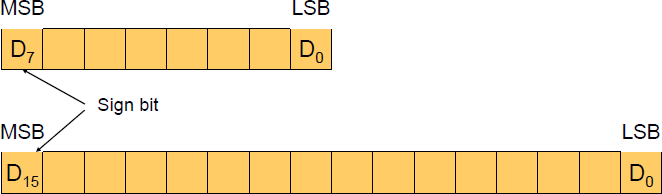 MSB LSB
D7 D0
Sign bit
MSB LSB
D15 D0